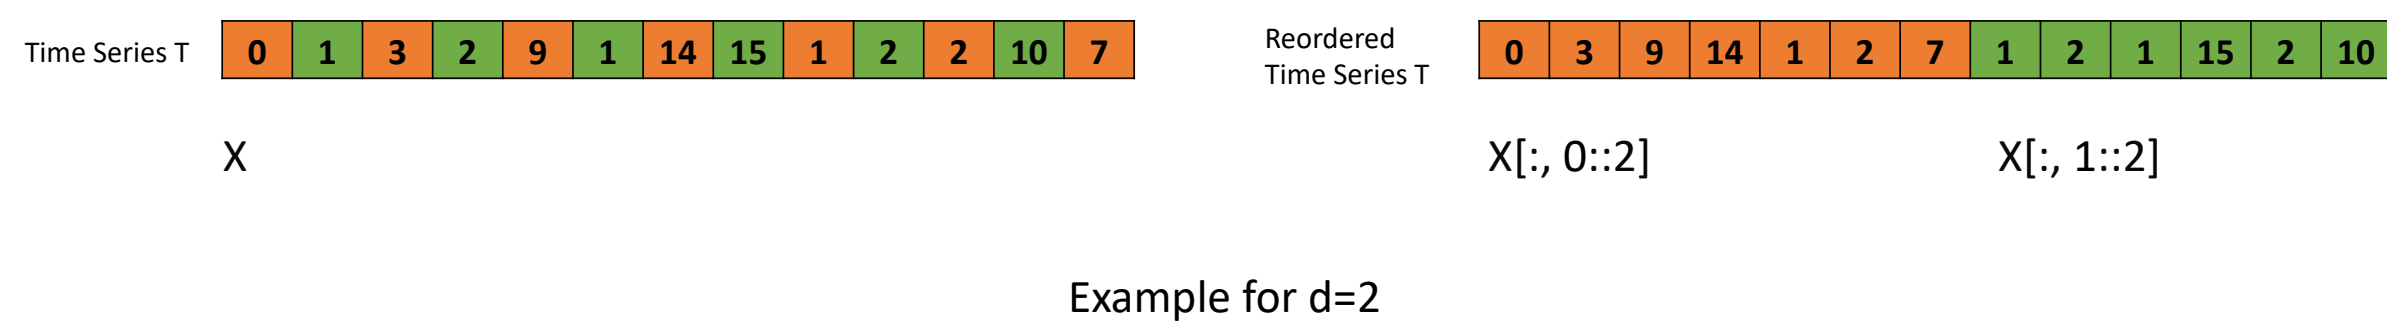 Time Series T 0 1 3 2 9 1 14 15 1 2 2 10 7
Reordered
Time Series T
0 3 9 14 1 2 7 1 2 1 15 2 10
X
X[:, 0::2] X[:, 1::2]
Example for d=2